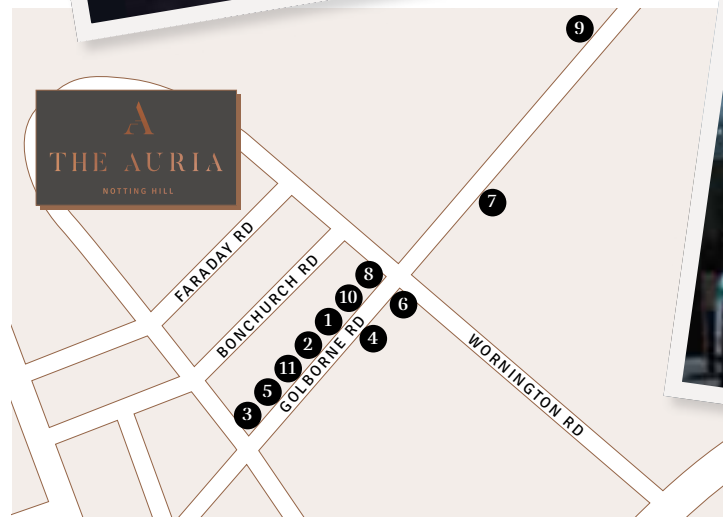 9
A
THE AURIA
NOTTING HILL
7
FARADAY RD
BONCHURCH RD
8
10
6
1
4
2
11
5
3
GOLBORNE RD
WORNINGTON RD